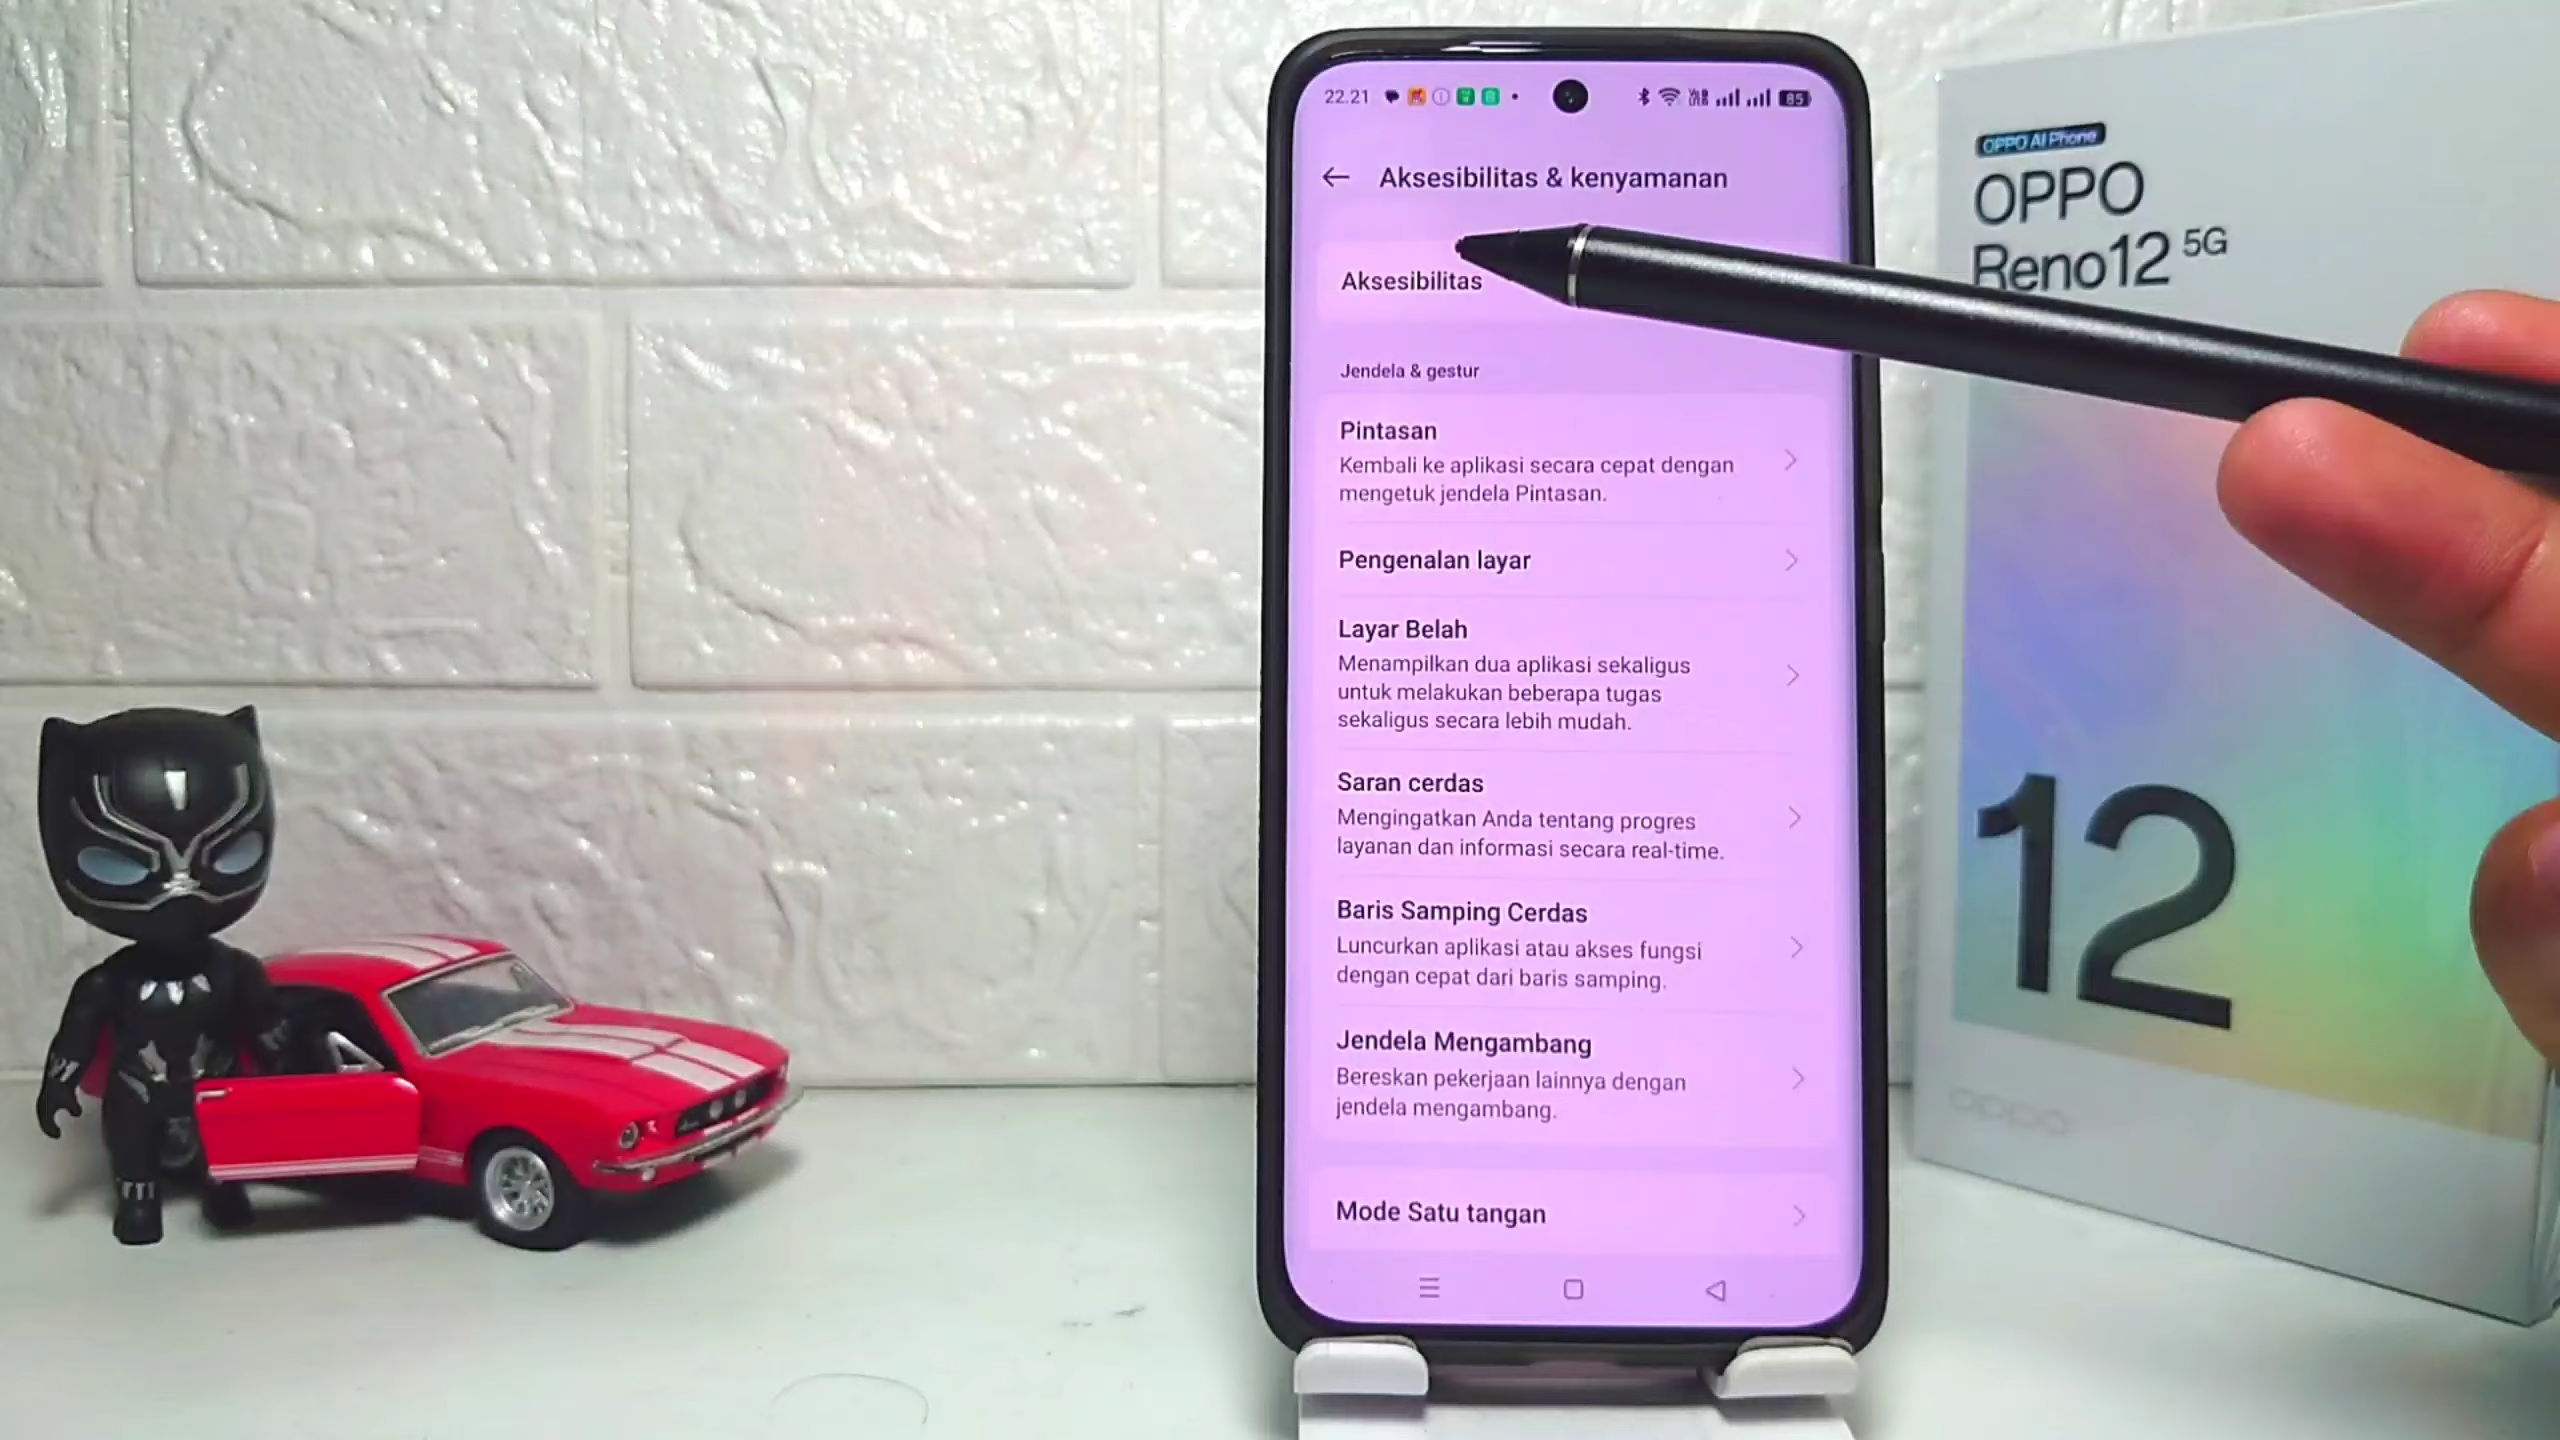 22.21
85
Aksesibilitas & kenyamanan
Aksesibilitas
Jendela & gestur
Pintasan
Kembali ke aplikasi secara cepat dengan
mengetuk jendela Pintasan.
Pengenalan layar
Layar Belah
Menampilkan dua aplikasi sekaligus
untuk melakukan beberapa tugas
sekaligus secara lebih mudah.
Saran cerdas
Mengingatkan Anda tentang progres
layanan dan informasi secara real-time.
Baris Samping Cerdas
Luncurkan aplikasi atau akses fungsi
dengan cepat dari baris samping.
Jendela Mengambang
Bereskan pekerjaan lainnya dengan
jendela mengambang.
Mode Satu tangan
OPPO AI Phone
OPPO
Reno12 5G
12
oppo